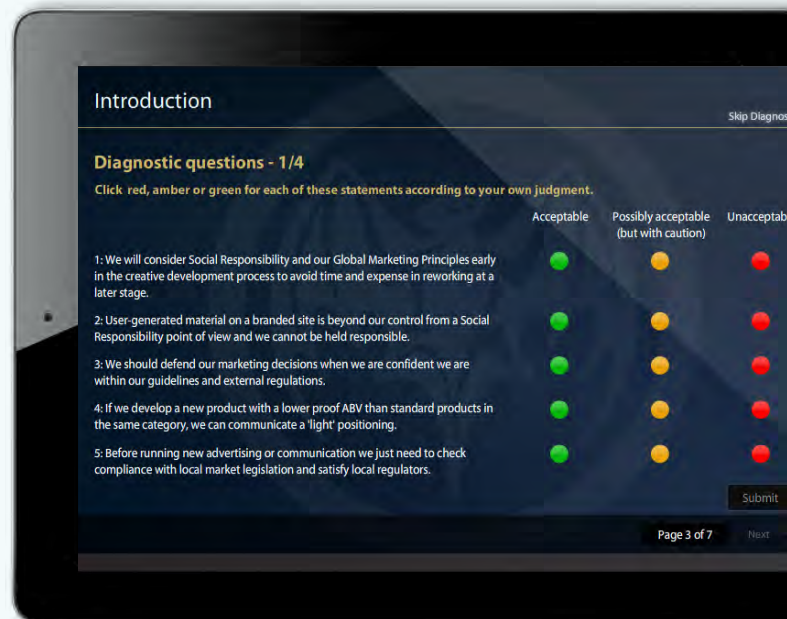 Introduction
Skip Diagnos
Diagnostic questions - 1/4
Click red, amber or green for each of these statements according to your own judgment.
Acceptable
Possibly acceptable
(but with caution)
Unacceptab
1: We will consider Social Responsibility and our Global Marketing Principles early
in the creative development process to avoid time and expense in reworking at a
later stage.
2: User-generated material on a branded site is beyond our control from a Social
Responsibility point of view and we cannot be held responsible.
3: We should defend our marketing decisions when we are confident we are
within our guidelines and external regulations.
4: If we develop a new product with a lower proof ABV than standard products in
the same category, we can communicate a 'light' positioning.
5: Before running new advertising or communication we just need to check
compliance with local market legislation and satisfy local regulators.
Submit
Page 3 of 7
Next